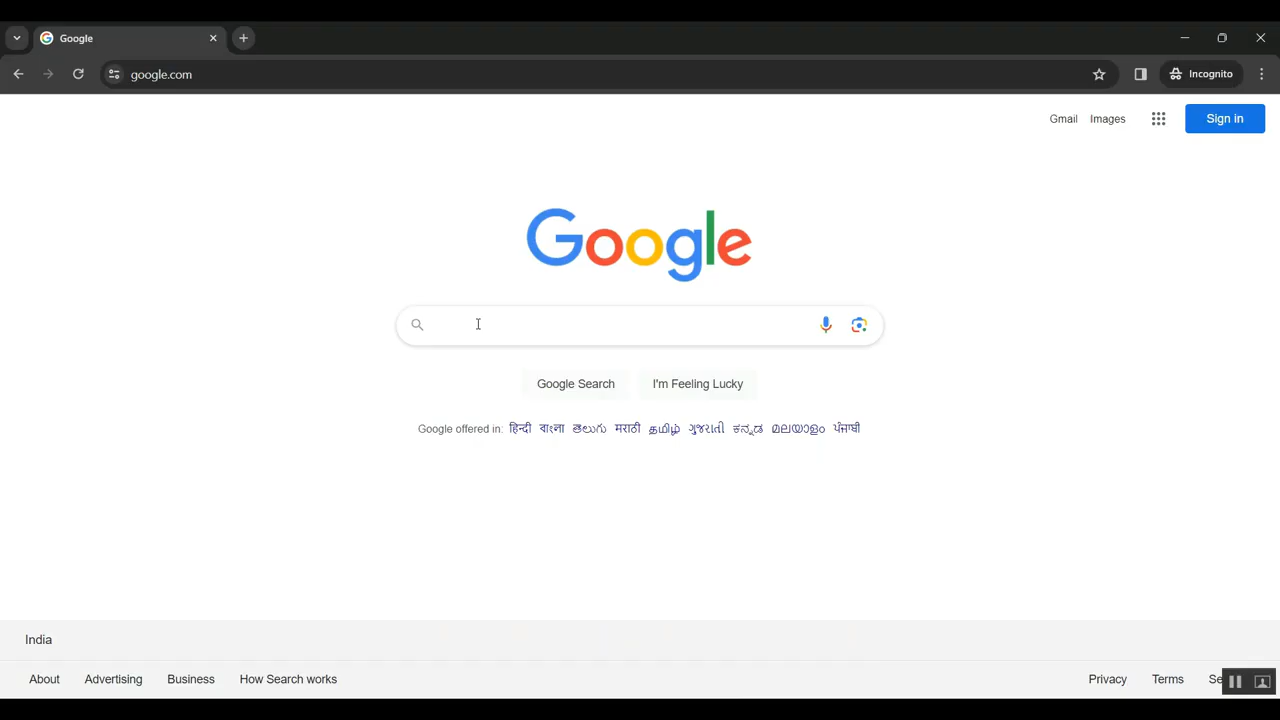 Google
google.com
Incognito
Gmail Images Sign in
Google
Google Search I'm Feeling Lucky
Google offered in: हिन्दी বাংলা తెలుగు मराठी தமிழ் ગુજરાતી ಕನ್ನಡ മലയാളം ਪੰਜਾਬੀ
India
About Advertising Business How Search works Privacy Terms